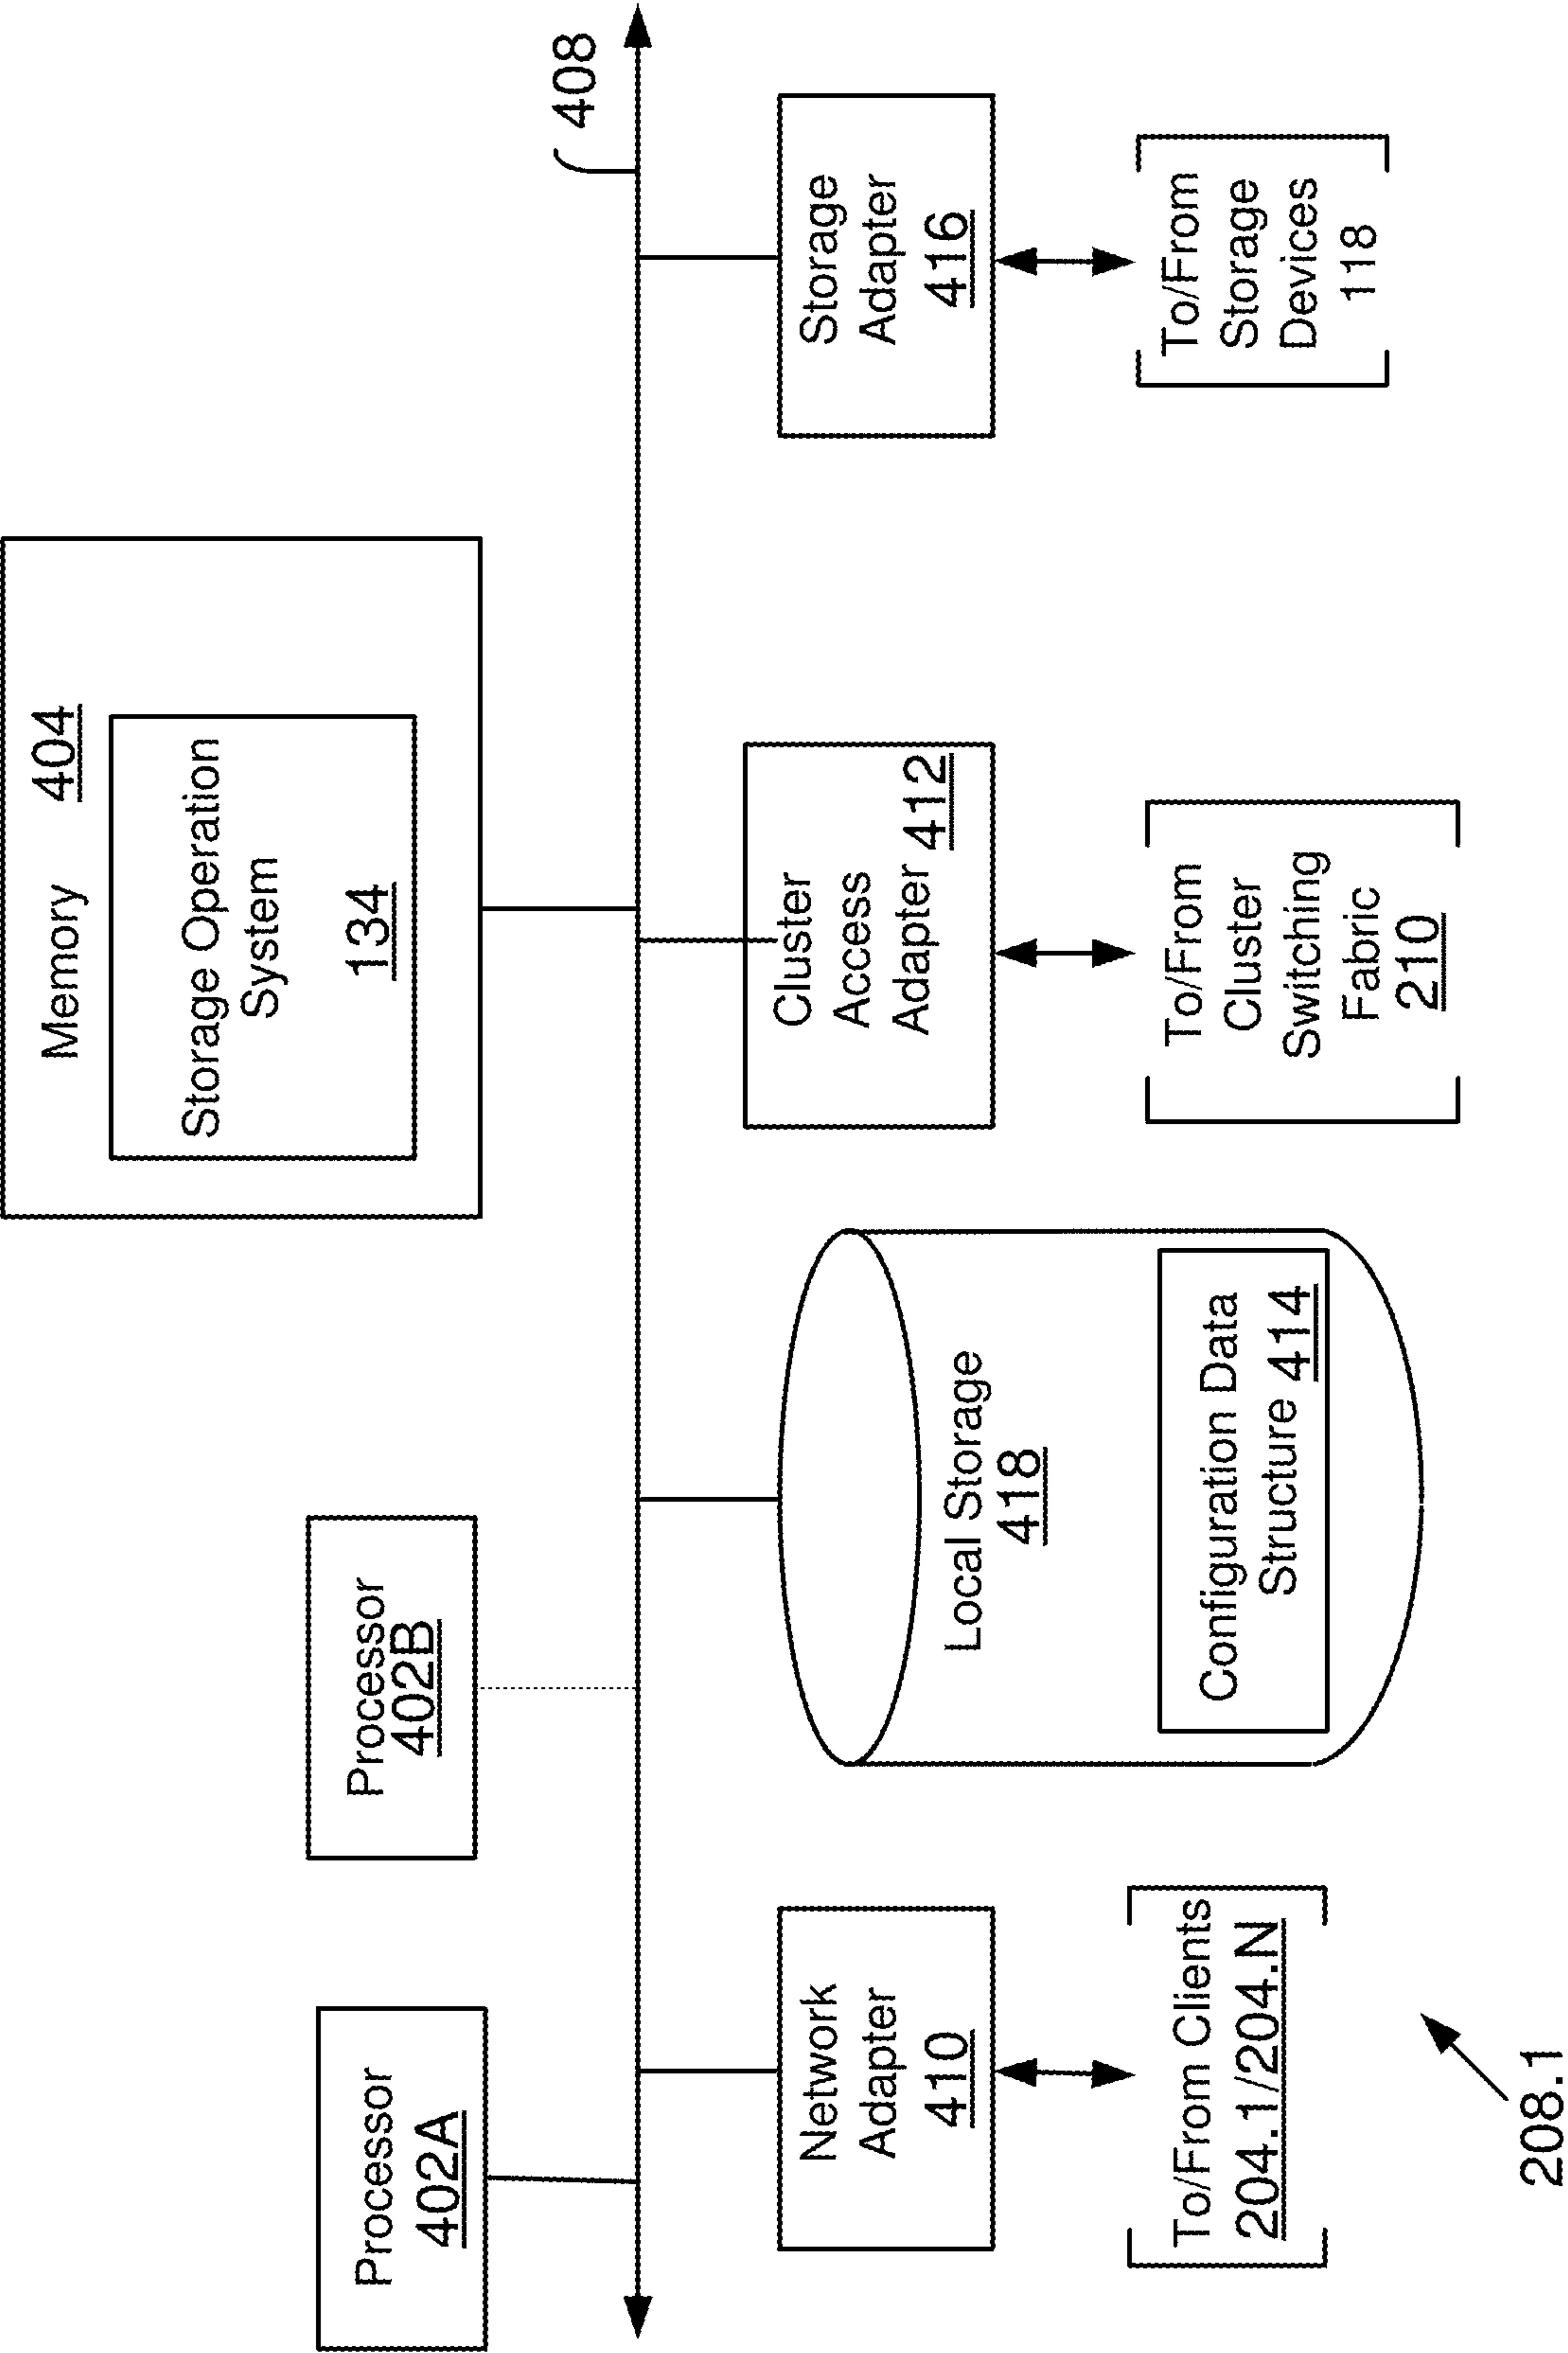 Memory 404
Storage Operation
System
134
Processor
402A
Processor
402B
408
Network
Adapter
410
Local Storage
418
Configuration Data
Structure 414
Cluster
Access
Adapter 412
Storage
Adapter
416
To/From Clients
204.1/204.N
To/From
Cluster
Switching
Fabric
210
To/From
Storage
Devices
118
208.1